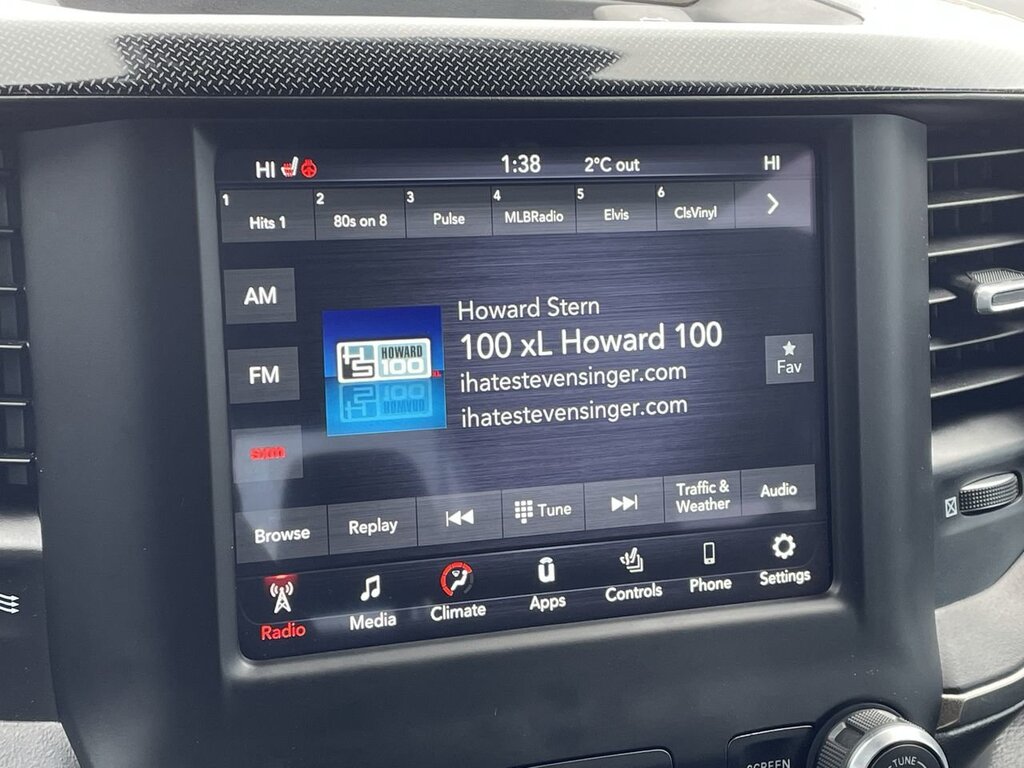 HI 1:38 2°C out HI
1 Hits 1 2 80s on 8 3 Pulse 4 MLBRadio 5 Elvis 6 ClsVinyl
AM
FM
HOWARD
100
Howard Stern
100 xL Howard 100
ihatestevensinger.com
ihatestevensinger.com
Fav
Browse Replay Tune Traffic & Weather Audio
Radio Media Climate Apps Controls Phone Settings
SCREEN
TUNE